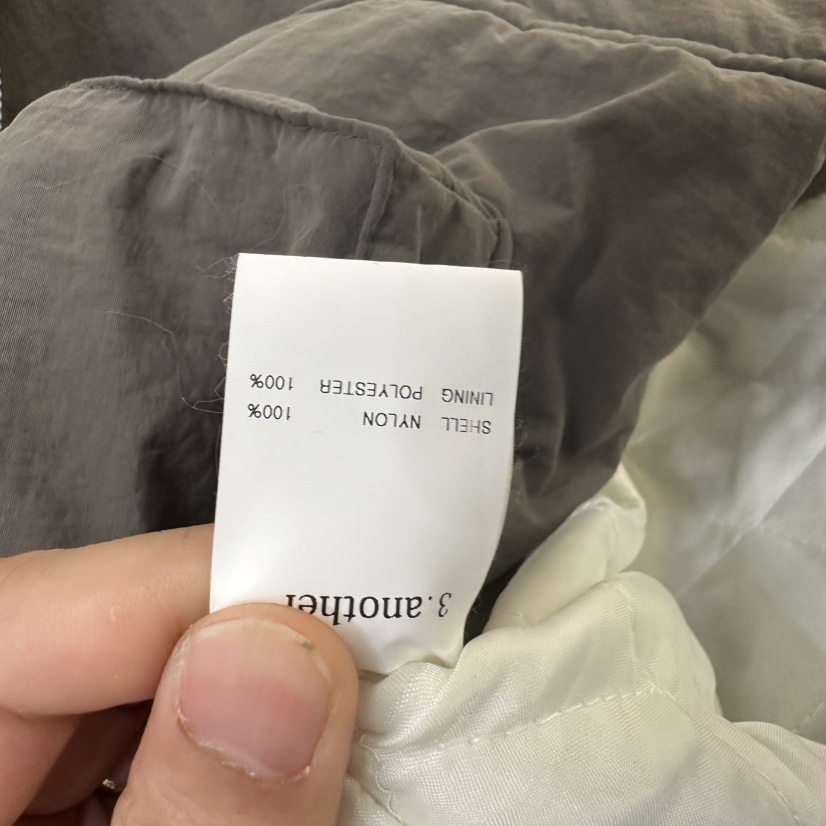 3.another
SHELL NYLON 100%
LINING POLYESTER 100%